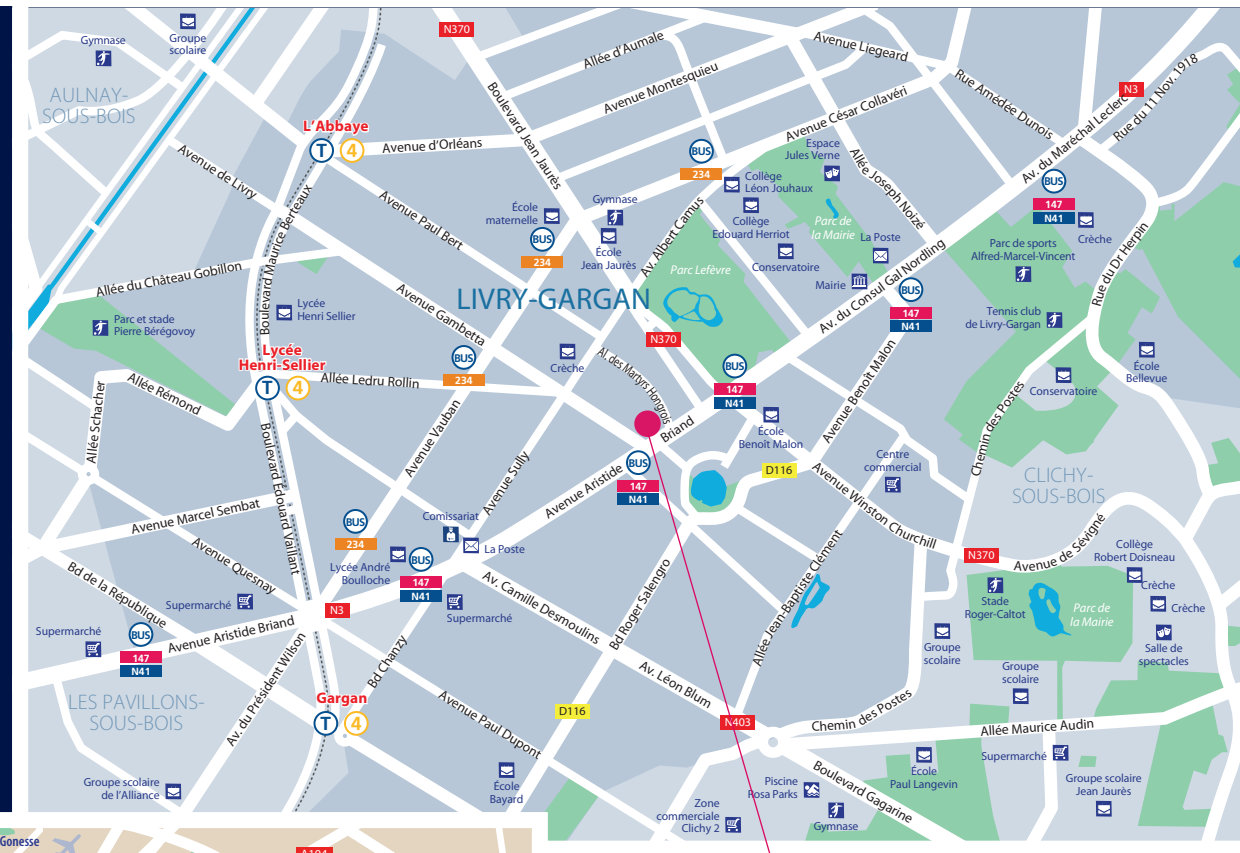 Gymnase
Groupe
scolaire
N370
Allée d'Aumale
Avenue Liegeard
AULNAY-
SOUS-BOIS
Avenue Montesquieu
Rue Amédée Dunois
N3
Rue du 11 Nov. 1918
Boulevard Jean Jaurès
Avenue César Collavéri
Av. du Maréchal Leclerc
L'Abbaye
T 4
Avenue d'Orléans
Avenue de Livry
BUS
234
Espace
Jules Verne
Allée Joseph Noizé
Collège
Léon Jouhaux
BUS
147
N41
Crèche
Boulevard Maurice Berteaux
Avenue Paul Bert
École
maternelle
BUS
234
Gymnase
École
Jean Jaurès
Av. Albert Camus
Collège
Edouard Herriot
Parc de
la Mairie
La Poste
Conservatoire
Mairie
Parc de sports
Alfred-Marcel-Vincent
Rue du Dr Herpin
Allée du Château Gobillon
Parc Lefèvre
Av. du Consul Gal Nordling
BUS
147
N41
LIVRY-GARGAN
Avenue Gambetta
Lycée
Henri Sellier
Parc et stade
Pierre Bérégovoy
Tennis club
de Livry-Gargan
N370
Lycée
Henri-Sellier
T 4
Allée Ledru Rollin
BUS
234
Crèche
Al. des Martyrs Hongrois
BUS
147
N41
Avenue Benoît Malon
École
Bellevue
Conservatoire
Allée Rémond
Allée Schacher
Boulevard Edouard Vaillant
Avenue Vauban
Avenue Sully
Avenue Aristide
Briand
École
Benoît Malon
Chemin des Postes
BUS
147
N41
D116
Centre
commercial
CLICHY-
SOUS-BOIS
Avenue Winston Churchill
Avenue Marcel Sembat
Avenue Quesnay
BUS
234
Comissariat
La Poste
Lycée André
Boulloche
BUS
147
N41
N370
Avenue de Sévigné
Collège
Robert Doisneau
Crèche
Crèche
Bd de la République
Supermarché
N3
Supermarché
Av. Camille Desmoulins
Bd Roger Salengro
Allée Jean-Baptiste Clément
Stade
Roger-Caltot
Parc de
la Mairie
Supermarché
BUS
147
N41
Avenue Aristide Briand
Groupe
scolaire
Salle de
spectacles
Groupe
scolaire
Av. du Président Wilson
Bd Chanzy
Av. Léon Blum
LES PAVILLONS-
SOUS-BOIS
Gargan
T 4
D116
N403
Chemin des Postes
Allée Maurice Audin
Avenue Paul Dupont
Supermarché
Groupe scolaire
de l'Alliance
École
Bayard
Piscine
Rosa Parks
Boulevard Gagarine
École
Paul Langevin
Groupe scolaire
Jean Jaurès
Zone
commerciale
Clichy 2
Gymnase
Gonesse
A104